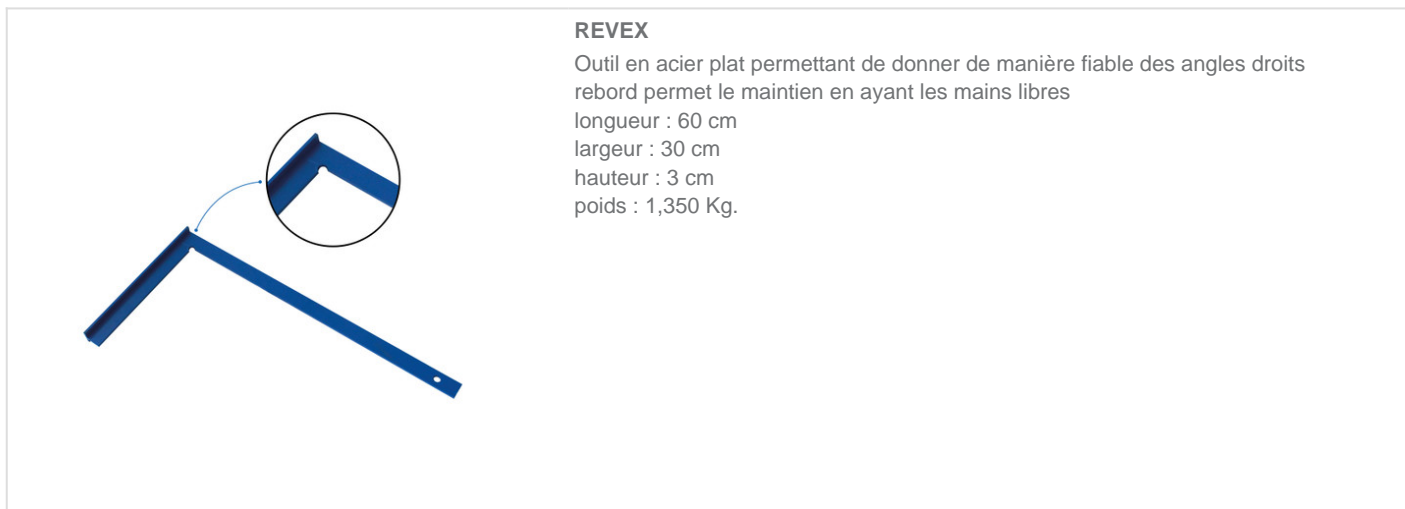 REVEX
Outil en acier plat permettant de donner de manière fiable des angles droits
rebord permet le maintien en ayant les mains libres
longueur : 60 cm
largeur : 30 cm
hauteur : 3 cm
poids : 1,350 Kg.